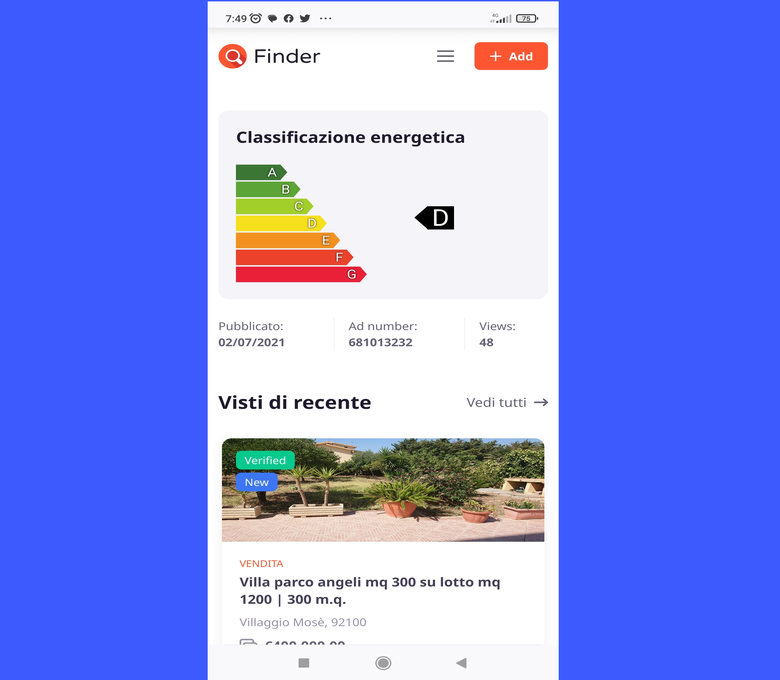 7:49
4G
75
Finder
+ Add
Classificazione energetica
A
B
C
D
D
E
F
G
Pubblicato:
02/07/2021
Ad number:
681013232
Views:
48
Visti di recente
Vedi tutti →
Verified
New
VENDITA
Villa parco angeli mq 300 su lotto mq
1200 | 300 m.q.
Villaggio Mosè, 92100